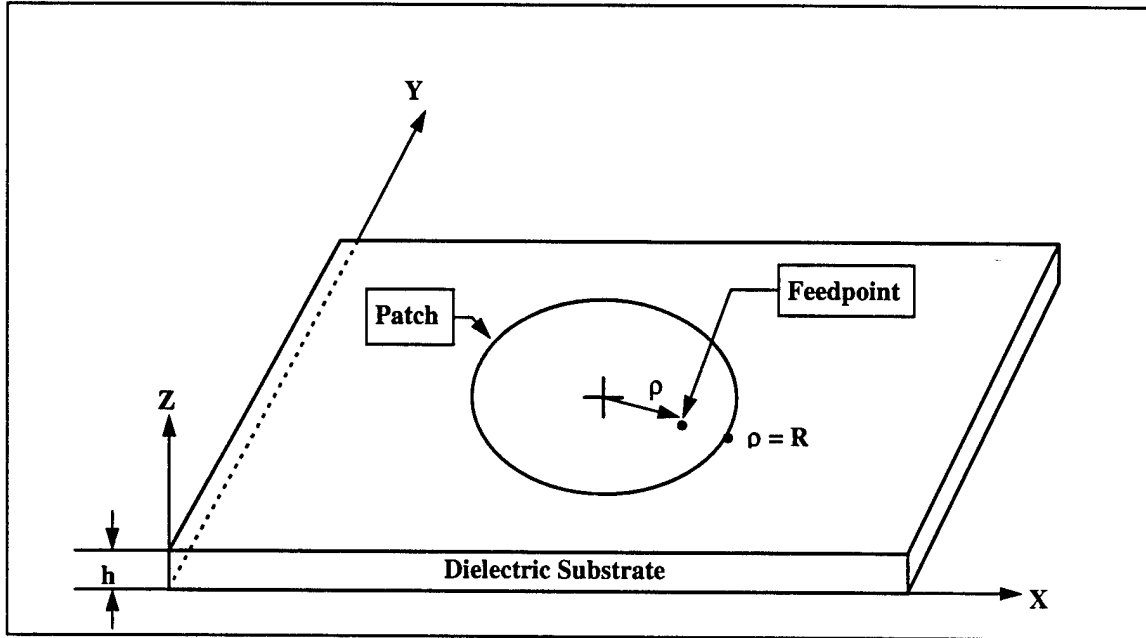 Y
Feedpoint
Patch
ρ
Z
ρ = R
h
Dielectric Substrate
X